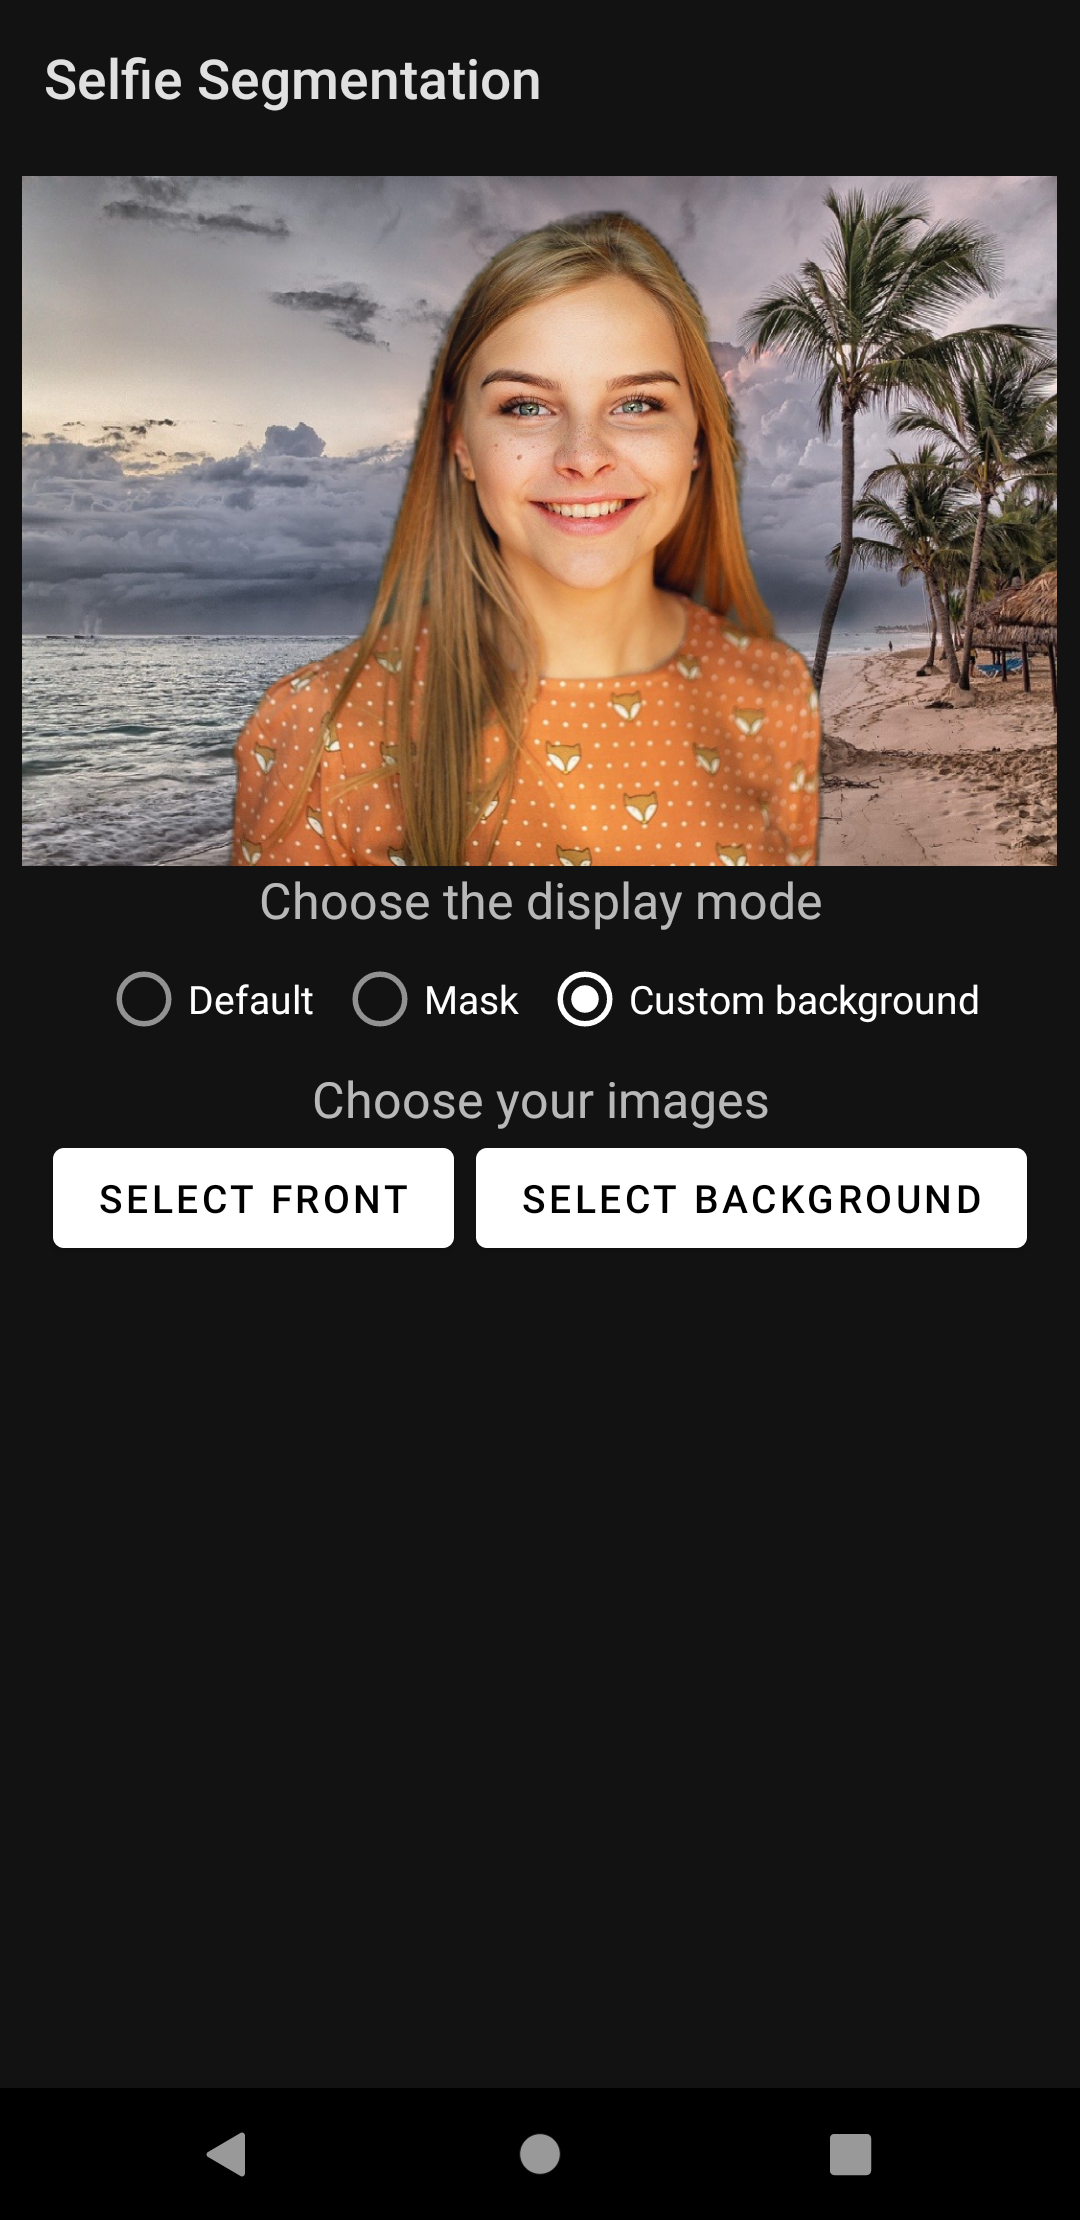 Selfie Segmentation
Choose the display mode
Default Mask Custom background
Choose your images
SELECT FRONT SELECT BACKGROUND